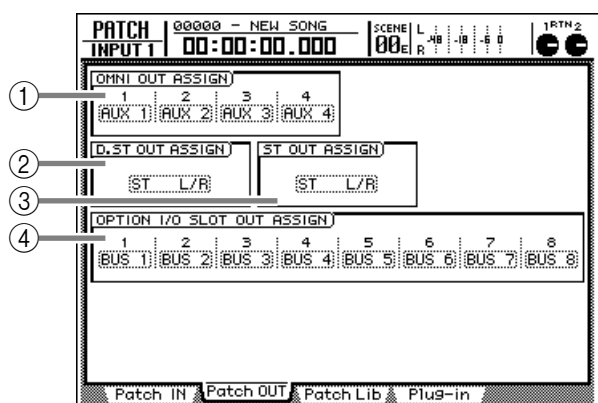 PATCH 00000 - NEW SONG SCENE L -48 -18 -6 0 1RTN2
INPUT 1 00:00:00.000 00E R
OMNI OUT ASSIGN
① 1 2 3 4
AUX 1 AUX 2 AUX 3 AUX 4
② D.ST OUT ASSIGN ST OUT ASSIGN
ST L/R ST L/R
③
④ OPTION I/O SLOT OUT ASSIGN
1 2 3 4 5 6 7 8
BUS 1 BUS 2 BUS 3 BUS 4 BUS 5 BUS 6 BUS 7 BUS 8
Patch IN Patch OUT Patch Lib Plug-in